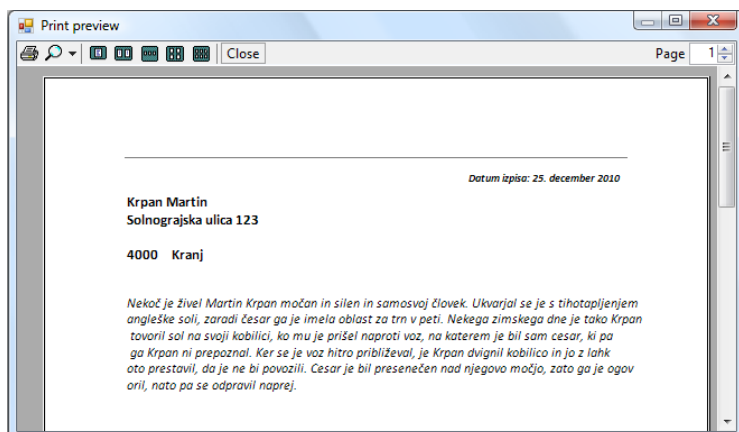 Print preview
Close
Page 1
Datum izpisa: 25. december 2010
Krpan Martin
Solnograjska ulica 123
4000 Kranj
Nekoč je živel Martin Krpan močan in silen in samosvoj človek. Ukvarjal se je s tihotapljenjem
angleške soli, zaradi česar ga je imela oblast za trn v peti. Nekega zimskega dne je tako Krpan
tovoril sol na svoji kobilici, ko mu je prišel naproti voz, na katerem je bil sam cesar, ki pa
ga Krpan ni prepoznal. Ker se je voz hitro približeval, je Krpan dvignil kobilico in jo z lahk
oto prestavil, da je ne bi povozili. Cesar je bil presenečen nad njegovo močjo, zato ga je ogov
oril, nato pa se odpravil naprej.